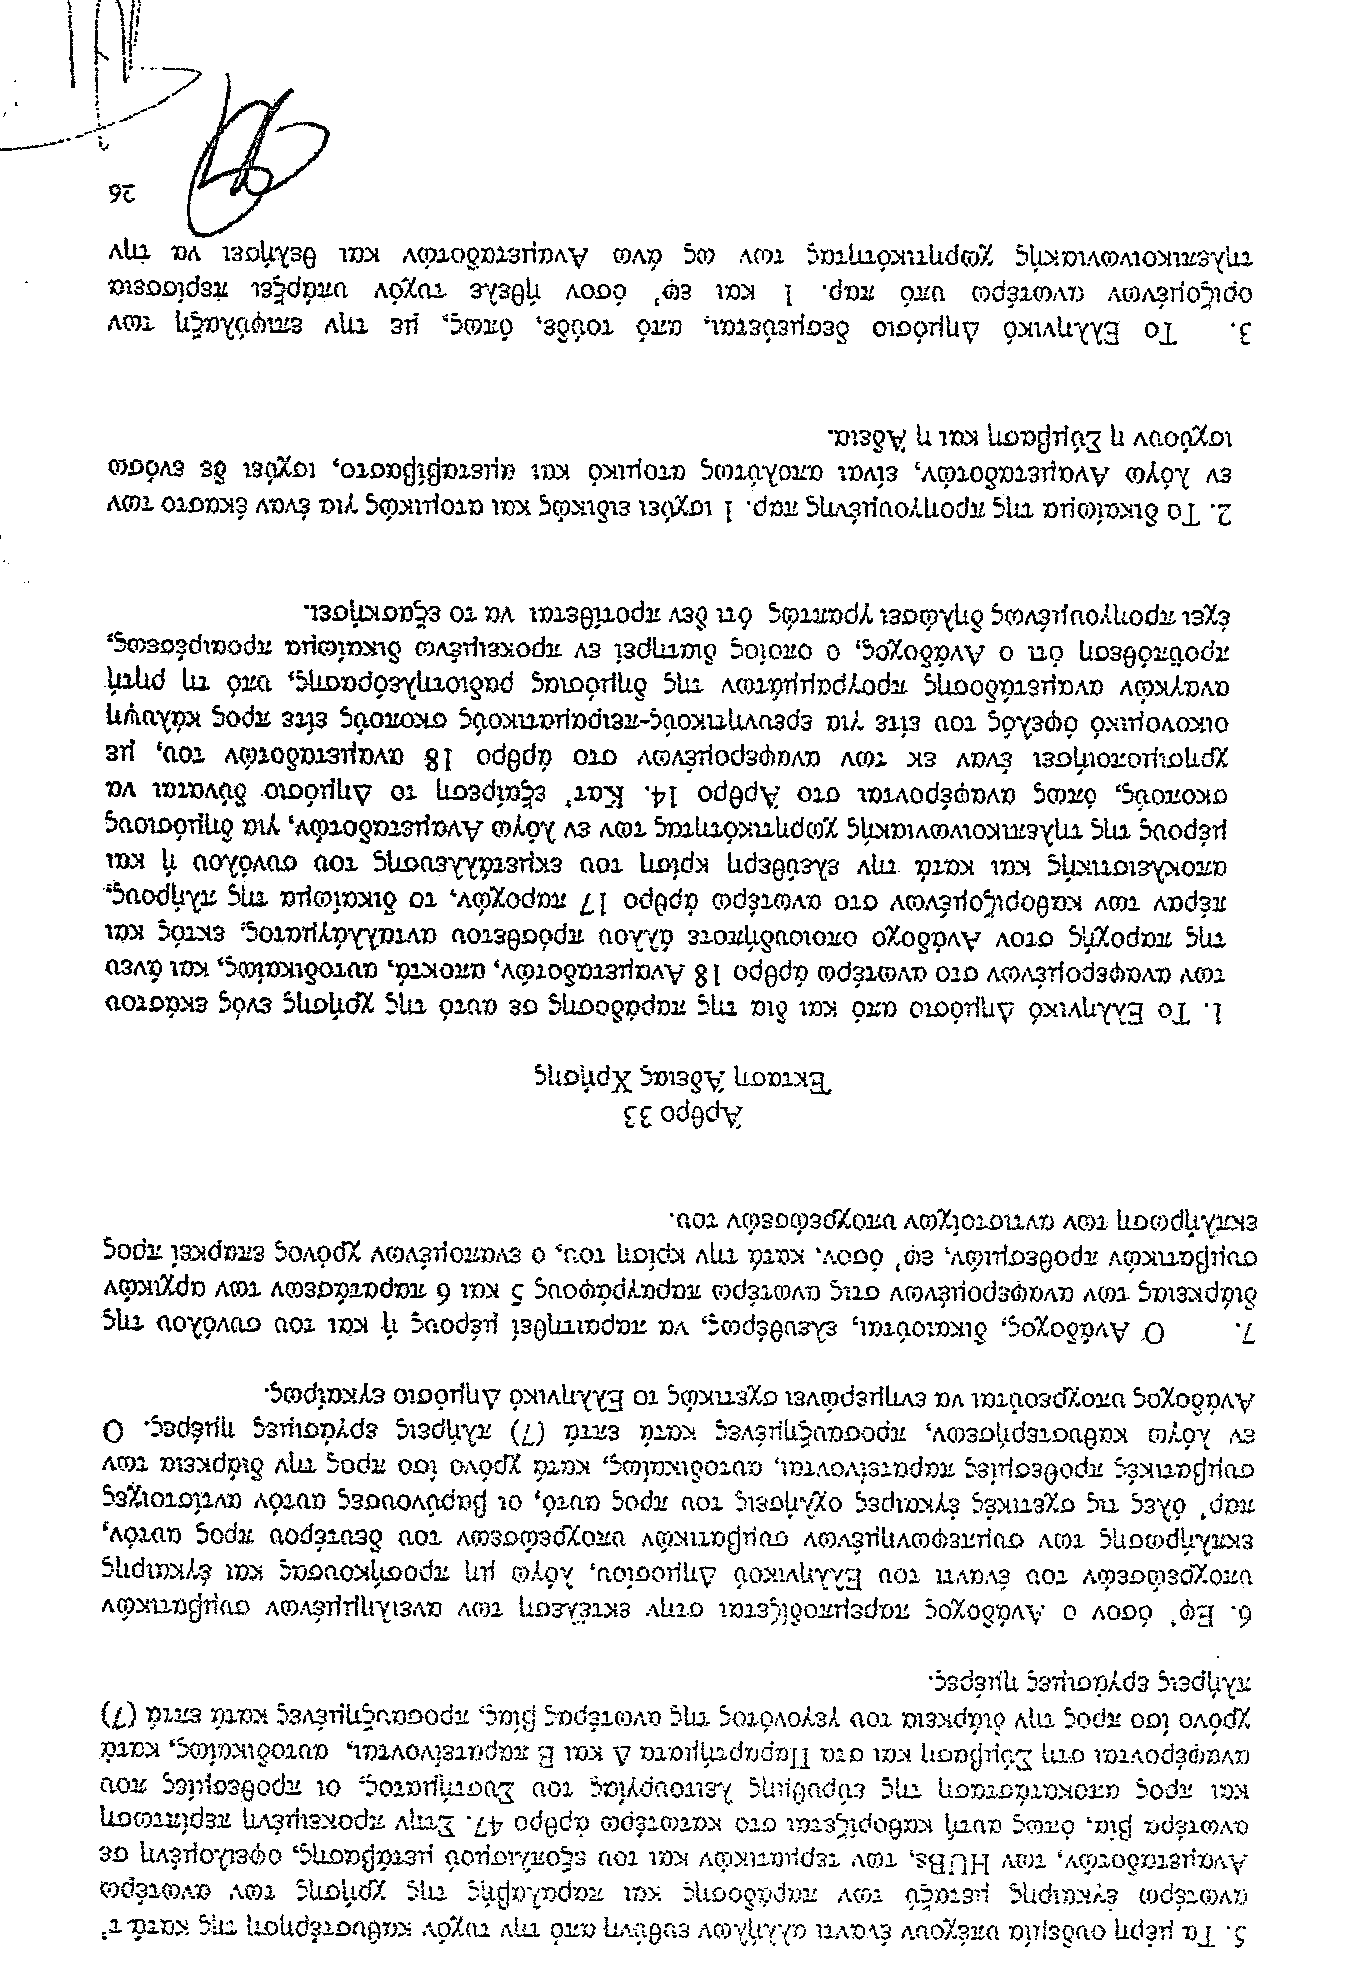 5. Τα μέρη ουδεμία υπέχουν έναντι αλλήλων ευθύνη από την τυχόν καθυστέρηση της κατά τ'
ανωτέρω έγκαιρης μεταξύ των παράδοσης και παραλαβής της χρήσης των ανωτέρω
Αναμεταδοτών, των HUBs, των τερματικών και του εξοπλισμού μετάβασης, οφειλομένη σε
ανωτέρα βία, όπως αυτή καθορίζεται στο κατωτέρω άρθρο 47. Στην προκειμένη περίπτωση
και προς αποκατάσταση της εύρυθμης λειτουργίας του Συστήματος, οι προθεσμίες που
αναφέρονται στη Σύμβαση και στα Παραρτήματα Δ και Ε παρατείνονται, αυτοδικαίως, κατά
χρόνο ίσο προς την διάρκεια του γεγονότος της ανωτέρας βίας, προσαυξημένες κατά επτά (7)
πλήρεις εργάσιμες ημέρες.
6. Εφ' όσον ο Ανάδοχος παρεμποδίζεται στην εκτέλεση των ανειλημμένων συμβατικών
υποχρεώσεών του έναντι του Ελληνικού Δημοσίου, λόγω μη προσήκουσας και έγκαιρης
εκπλήρωσης των συμπεφωνημένων συμβατικών υποχρεώσεων του δευτέρου προς αυτόν,
παρ' όλες τις σχετικές έγκαιρες οχλήσεις του προς αυτό, οι βαρύνουσες αυτόν αντίστοιχες
συμβατικές προθεσμίες παρατείνονται, αυτοδικαίως, κατά χρόνο ίσο προς την διάρκεια των
εν λόγω καθυστερήσεων, προσαυξημένες κατά επτά (7) πλήρεις εργάσιμες ημέρες. Ο
Ανάδοχος υποχρεούται να ενημερώνει σχετικώς το Ελληνικό Δημόσιο εγκαίρως.
7. Ο Ανάδοχος, δικαιούται, ελευθέρως, να παραιτηθεί μέρους ή και του συνόλου της
διάρκειας των αναφερομένων στις ανωτέρω παραγράφους 5 και 6 παρατάσεων των αρχικών
συμβατικών προθεσμιών, εφ' όσον, κατά την κρίση του, ο εναπομένων χρόνος επαρκεί προς
εκπλήρωση των αντιστοίχων υποχρεώσεών του.
Άρθρο 33
Έκταση Άδειας Χρήσης
1. Το Ελληνικό Δημόσιο από και δια της παράδοσης σε αυτό της χρήσης ενός εκάστου
των αναφερομένων στο ανωτέρω άρθρο 18 Αναμεταδοτών, αποκτά, αυτοδικαίως, και άνευ
της παροχής στον Ανάδοχο οποιουδήποτε άλλου πρόσθετου ανταλλάγματος, εκτός και
πέραν των καθοριζομένων στο ανωτέρω άρθρο 17 παροχών, το δικαίωμα της πλήρους,
αποκλειστικής και κατά την ελεύθερη κρίση του εκμετάλλευσης του συνόλου ή και
μέρους της τηλεπικοινωνιακής χωρητικότητας των εν λόγω Αναμεταδοτών, για δημόσιους
σκοπούς, όπως αναφέρονται στο Άρθρο 14. Κατ' εξαίρεση το Δημόσιο δύναται να
χρησιμοποιήσει έναν εκ των αναφερομένων στο άρθρο 18 αναμεταδοτών του, με
οικονομικό όφελός του είτε για ερευνητικούς-πειραματικούς σκοπούς είτε προς κάλυψη
αναγκών αναμετάδοσης προγραμμάτων της δημόσιας ραδιοτηλεόρασης, υπό τη ρητή
προϋπόθεση ότι ο Ανάδοχος, ο οποίος διατηρεί εν προκειμένω δικαίωμα προαιρέσεως,
έχει προηγουμένως δηλώσει γραπτώς ότι δεν προτίθεται να το εξασκήσει.
2. Το δικαίωμα της προηγουμένης παρ. 1 ισχύει ειδικώς και ατομικώς για έναν έκαστο των
εν λόγω Αναμεταδοτών, είναι απολύτως ατομικό και αμεταβίβαστο, ισχύει δε ενόσω
ισχύουν η Σύμβαση και η Άδεια.
3. Το Ελληνικό Δημόσιο δεσμεύεται, από τούδε, όπως, με την επιφύλαξη των
οριζομένων ανωτέρω υπό παρ. 1 και εφ' όσον ήθελε τυχόν υπάρξει περίσσεια
τηλεπικοινωνιακής χωρητικότητας των ως άνω Αναμεταδοτών και θελήσει να την
26